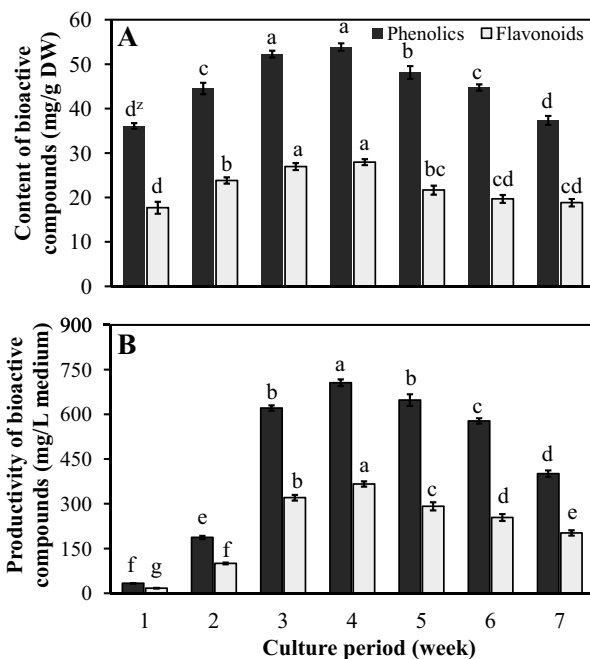 A
Phenolics Flavonoids
Content of bioactive
compounds (mg/g DW)
60
50
40
30
20
10
0
dᶻ c a a b c d
d b a a bc cd cd
B
Productivity of bioactive
compounds (mg/L medium)
900
750
600
450
300
150
0
f e b a b c d
g f b a c d e
1 2 3 4 5 6 7
Culture period (week)